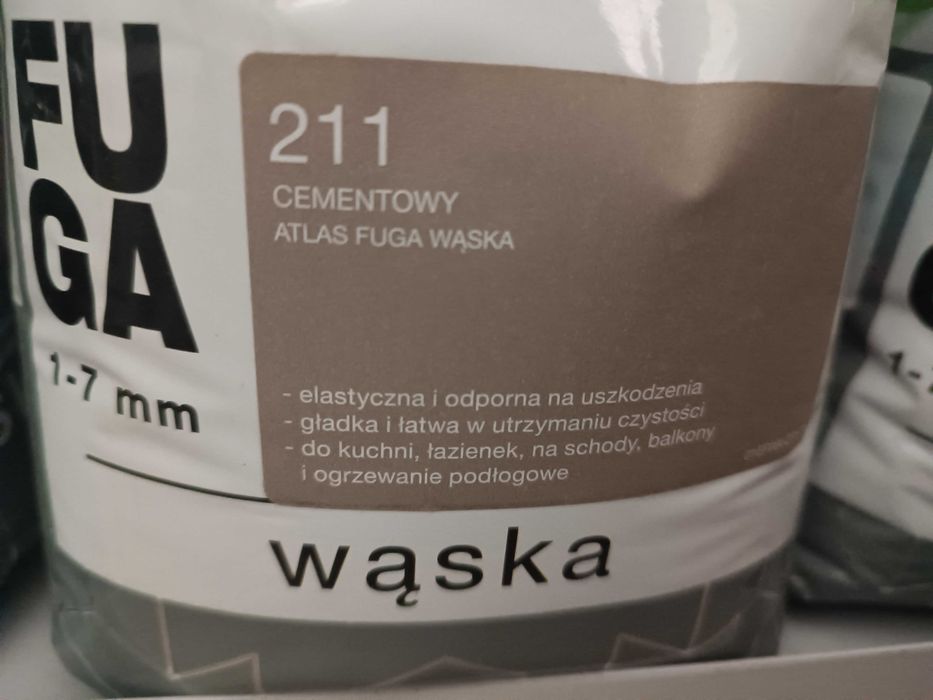 FU
GA
1-7 mm
211
CEMENTOWY
ATLAS FUGA WĄSKA
- elastyczna i odporna na uszkodzenia
- gładka i łatwa w utrzymaniu czystości
- do kuchni, łazienek, na schody, balkony
i ogrzewanie podłogowe
wąska